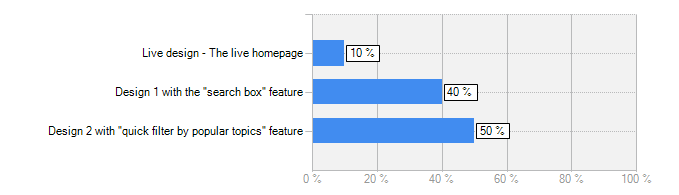 Live design - The live homepage 10 %
Design 1 with the "search box" feature 40 %
Design 2 with "quick filter by popular topics" feature 50 %
0 % 20 % 40 % 60 % 80 % 100 %